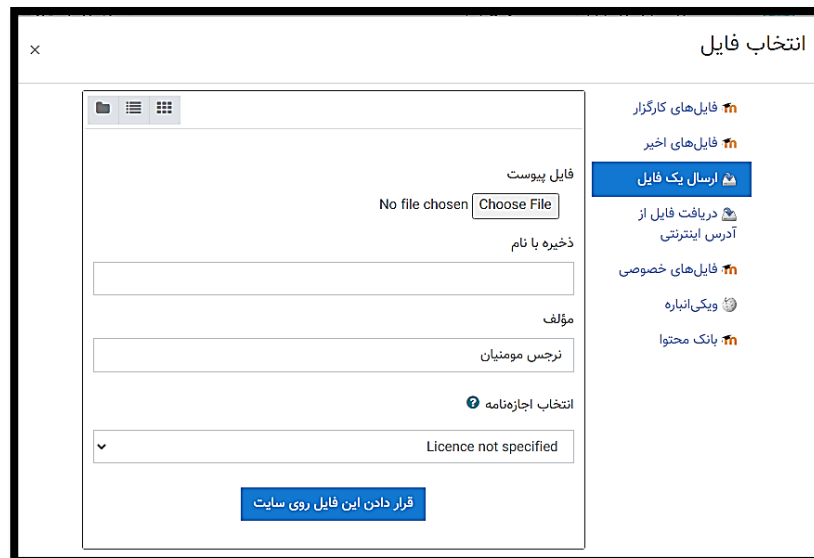 انتخاب فایل
×
فایل‌های کارگزار
فایل‌های اخیر
ارسال یک فایل
دریافت فایل از
آدرس اینترنتی
فایل‌های خصوصی
ویکی‌انباره
بانک محتوا
فایل پیوست
Choose File No file chosen
ذخیره با نام
مؤلف
نرجس مومنیان
انتخاب اجازه‌نامه
Licence not specified
قرار دادن این فایل روی سایت